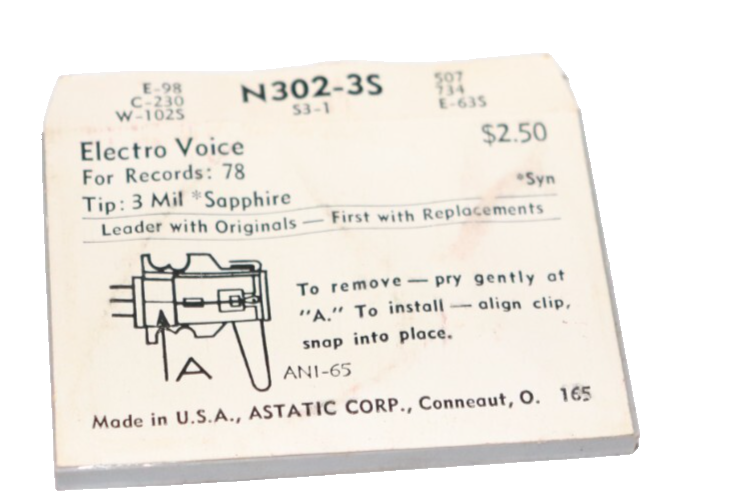 E-98
C-230
W-102S
N302-3S
S3-1
507
734
E-63S
Electro Voice
$2.50
For Records: 78
Tip: 3 Mil *Sapphire
*Syn
Leader with Originals — First with Replacements
To remove — pry gently at
"A." To install — align clip,
snap into place.
A
AN1-65
Made in U.S.A., ASTATIC CORP., Conneaut, O. 165